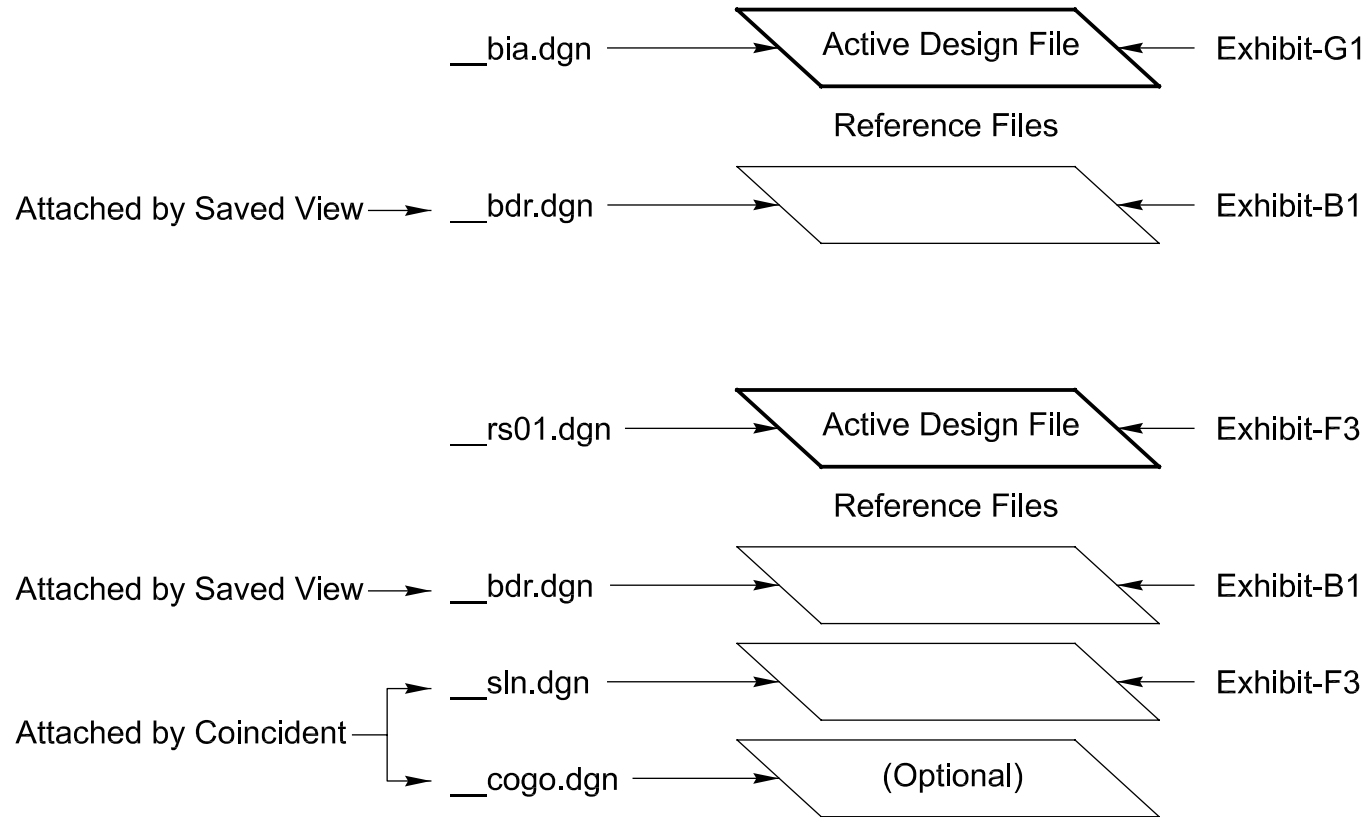 __bia.dgn Active Design File Exhibit-G1
Reference Files
Attached by Saved View __bdr.dgn Exhibit-B1
__rs01.dgn Active Design File Exhibit-F3
Reference Files
Attached by Saved View __bdr.dgn Exhibit-B1
__sln.dgn Exhibit-F3
Attached by Coincident
__cogo.dgn (Optional)